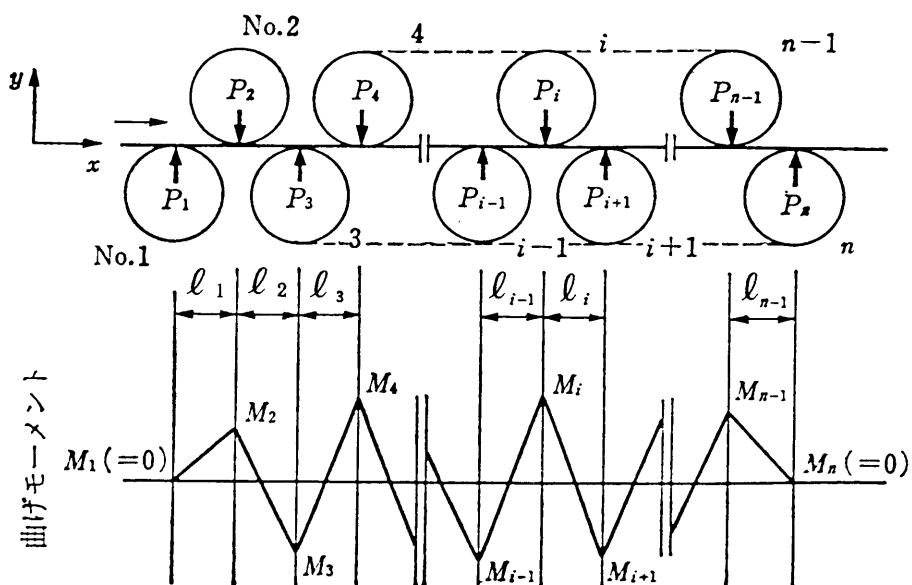 No.2 4 i n−1
y
P₂ P₄ Pᵢ Pₙ₋₁
x
P₁ P₃ Pᵢ₋₁ Pᵢ₊₁ Pₙ
No.1 3 i−1 i+1 n
ℓ₁ ℓ₂ ℓ₃ ℓᵢ₋₁ ℓᵢ ℓₙ₋₁
曲げモーメント
M₂ M₄ Mᵢ Mₙ₋₁
M₁(=0) Mₙ(=0)
M₃ Mᵢ₋₁ Mᵢ₊₁